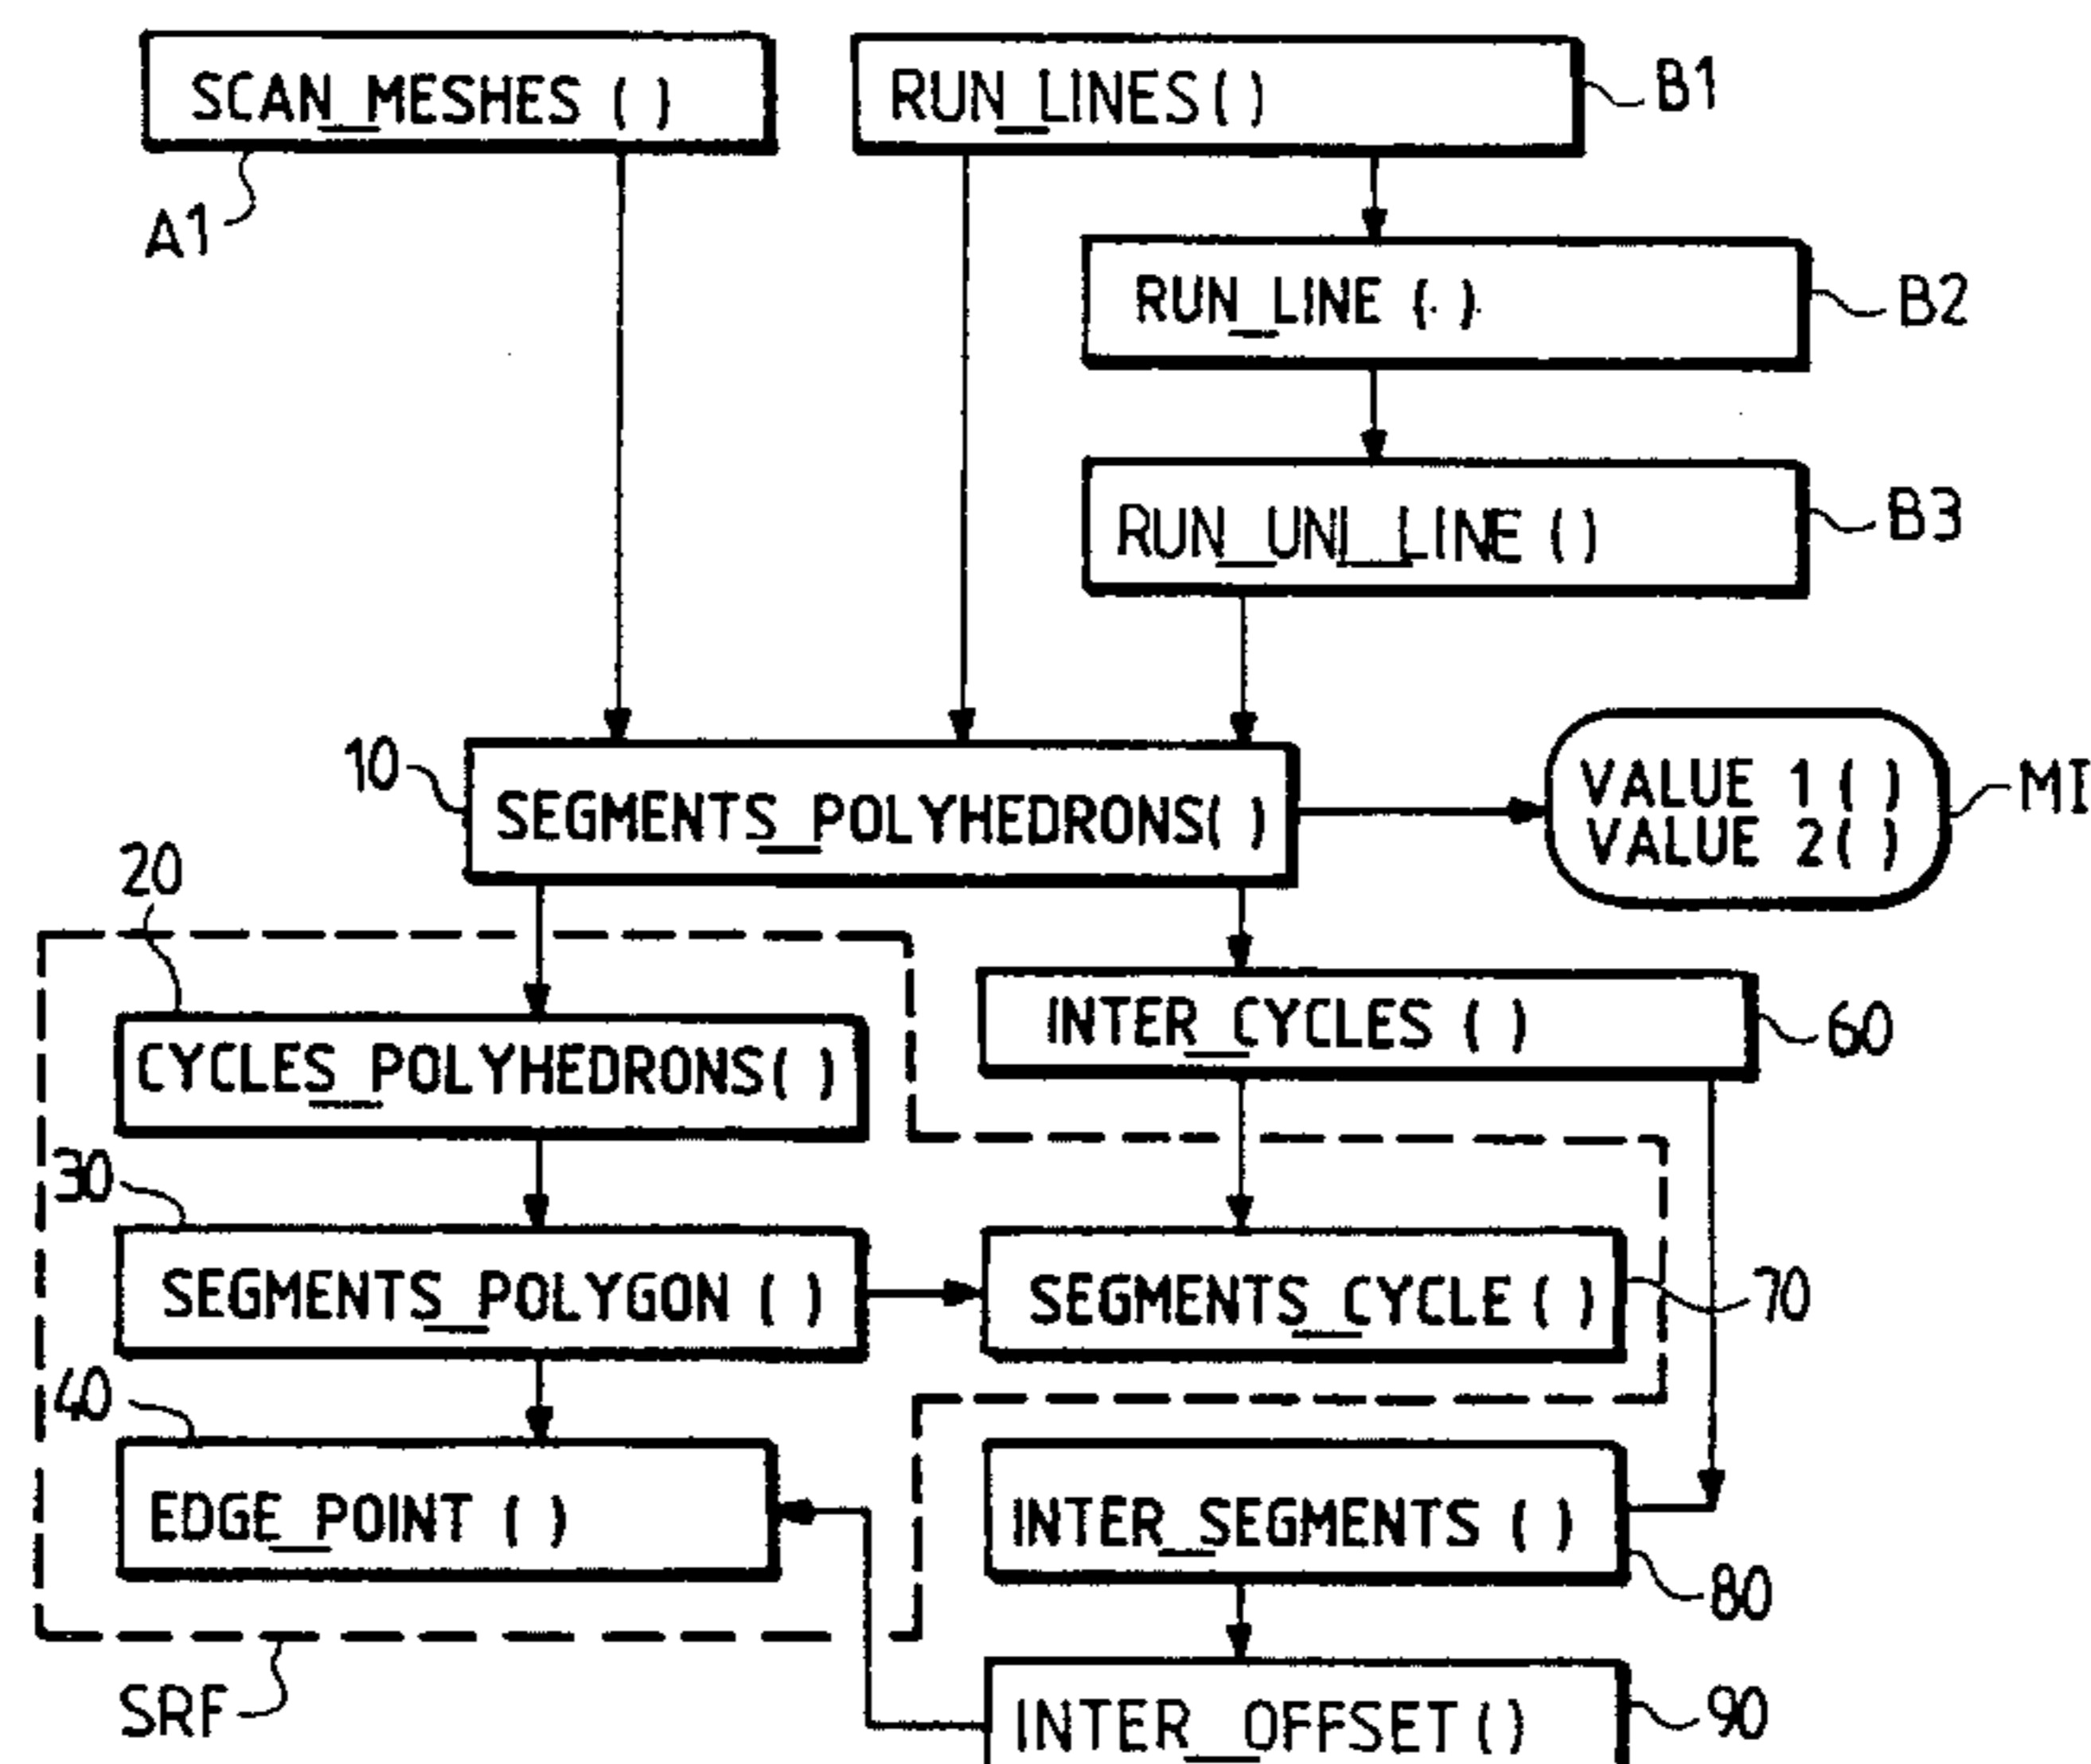 SCAN_MESHES ( )
RUN_LINES ( )
B1
A1
RUN_LINE ( )
B2
RUN_UNI_LINE ( )
B3
10
SEGMENTS_POLYHEDRONS( )
VALUE 1 ( )
VALUE 2 ( )
MI
20
CYCLES_POLYHEDRONS( )
INTER_CYCLES ( )
60
30
SEGMENTS_POLYGON ( )
SEGMENTS_CYCLE ( )
70
40
EDGE_POINT ( )
INTER_SEGMENTS ( )
80
SRF
INTER_OFFSET ( )
90